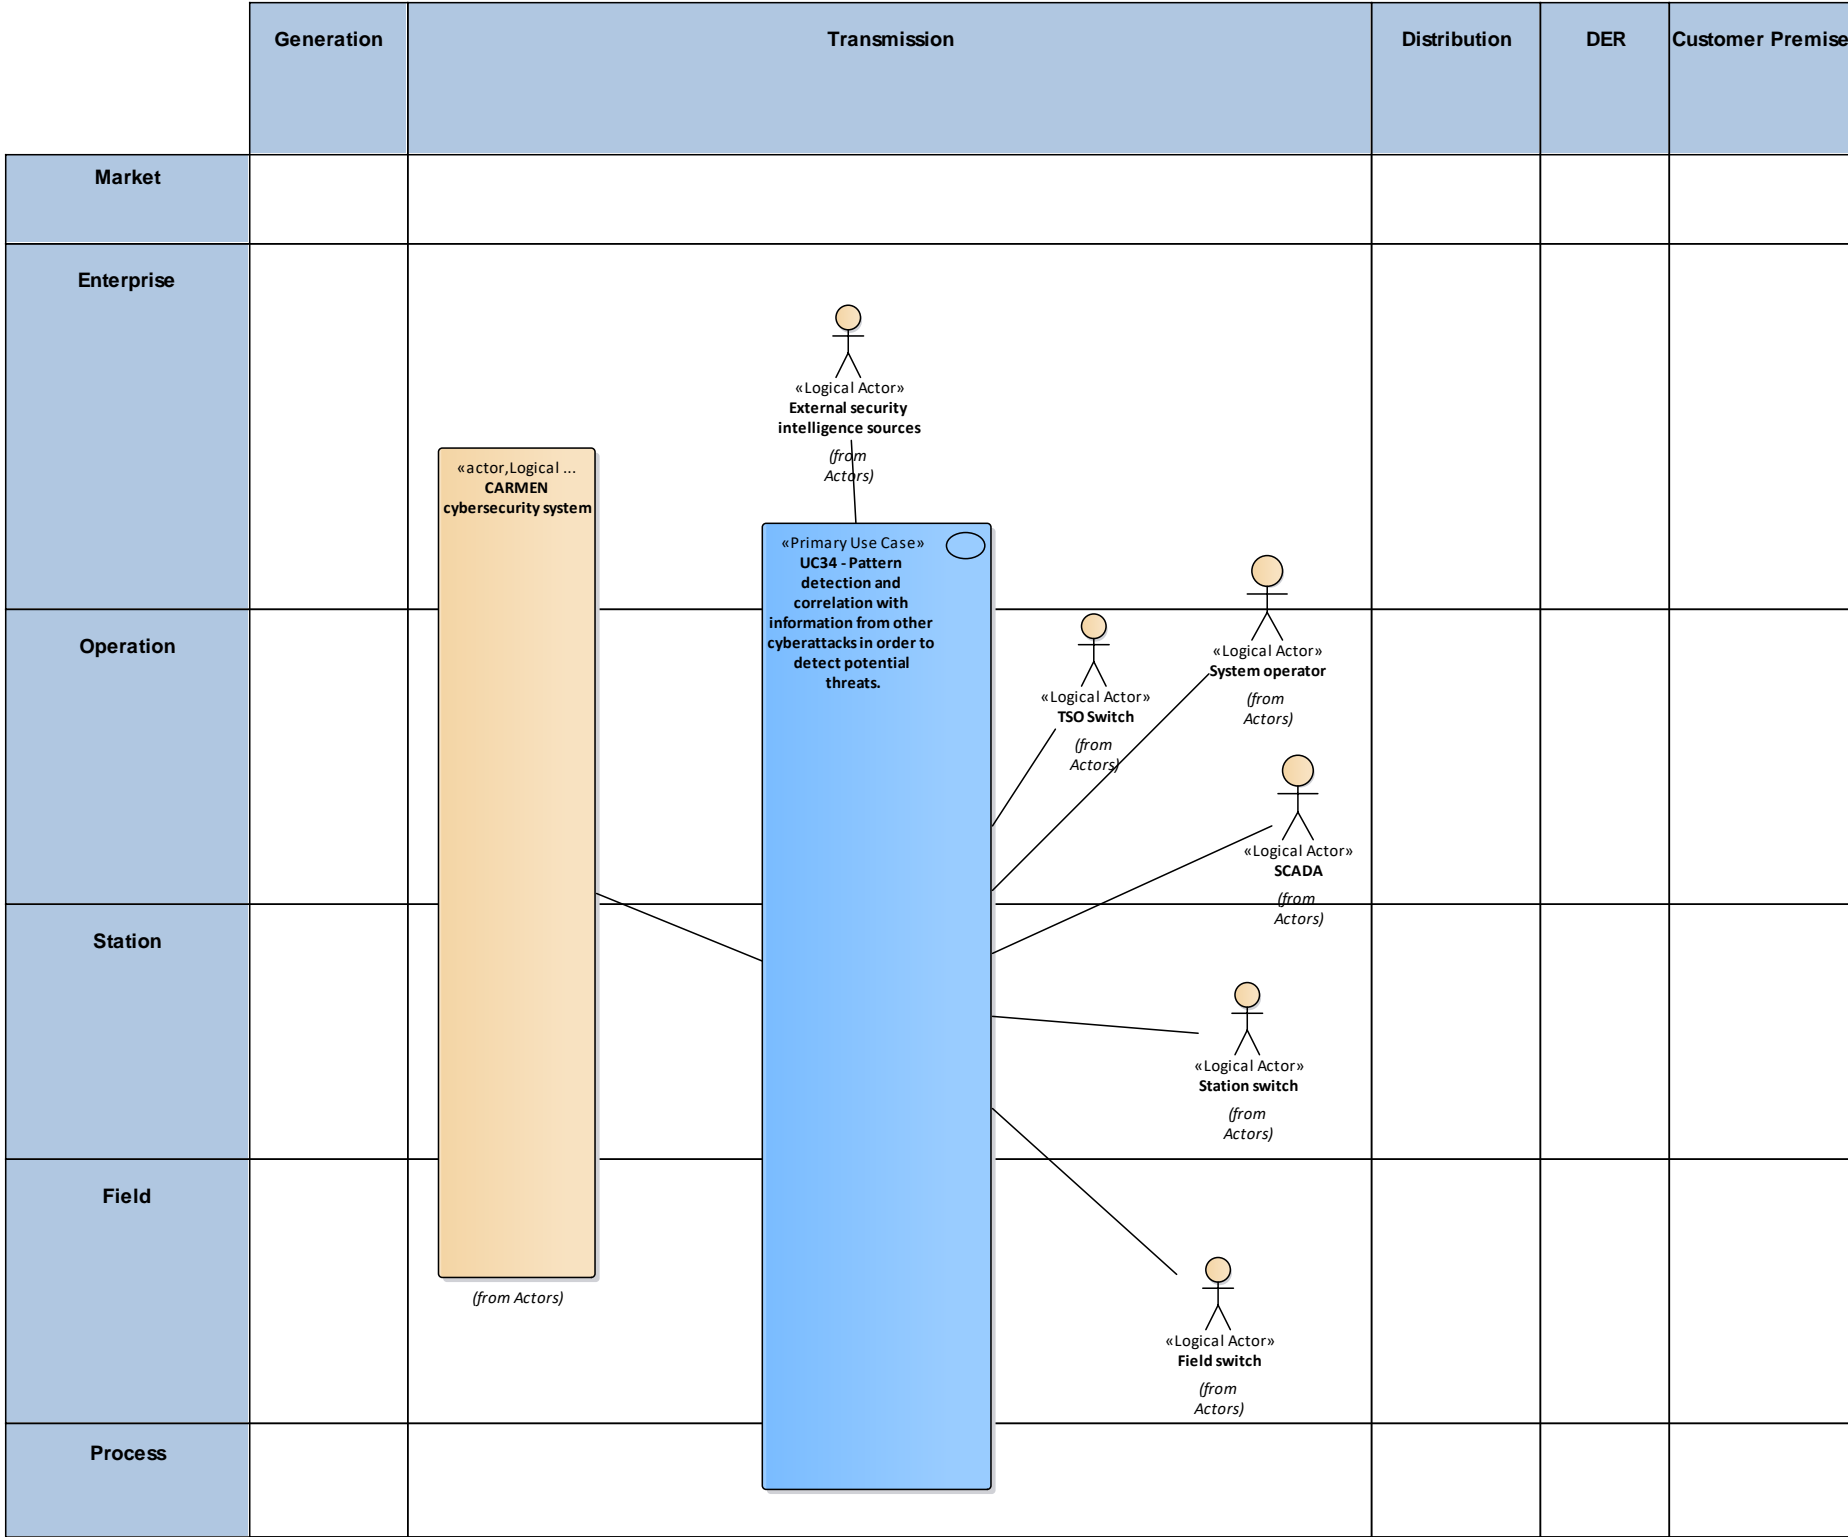 Generation
Transmission
Distribution
DER
Customer Premise
Market
Enterprise
«Logical Actor»
External security
intelligence sources
(from
Actors)
«actor,Logical ...
CARMEN
cybersecurity system
(from Actors)
«Primary Use Case»
UC34 - Pattern
detection and
correlation with
information from other
cyberattacks in order to
detect potential
threats.
Operation
«Logical Actor»
TSO Switch
(from
Actors)
«Logical Actor»
System operator
(from
Actors)
«Logical Actor»
SCADA
(from
Actors)
Station
«Logical Actor»
Station switch
(from
Actors)
Field
«Logical Actor»
Field switch
(from
Actors)
Process